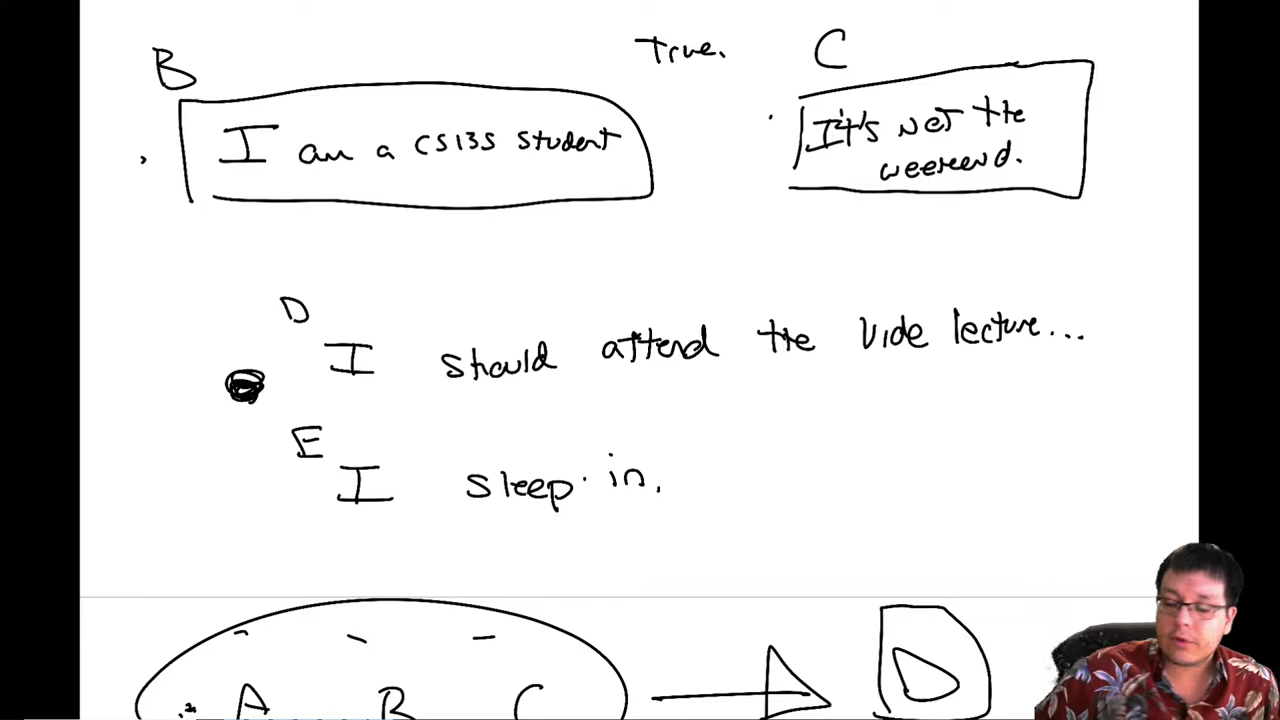 True.
B
C
I am a CS135 student
It's not the
weekend.
D
I should attend the vide lecture...
E
I sleep in.
A B C
D